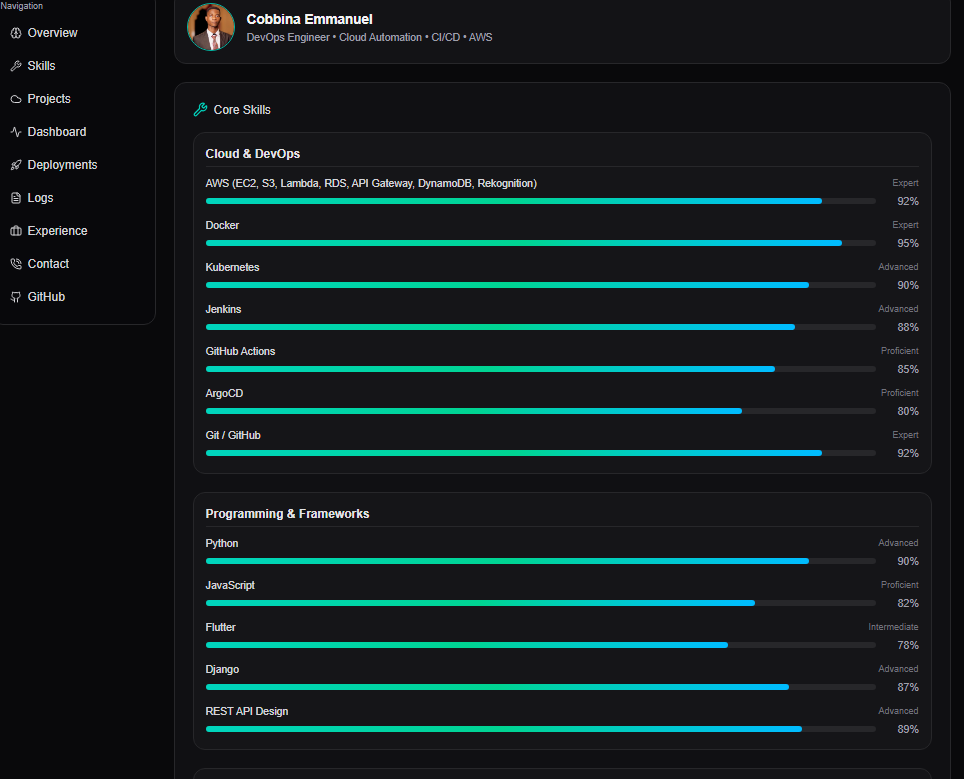 Navigation
Overview
Skills
Projects
Dashboard
Deployments
Logs
Experience
Contact
GitHub
Cobbina Emmanuel
DevOps Engineer • Cloud Automation • CI/CD • AWS
Core Skills
Cloud & DevOps
AWS (EC2, S3, Lambda, RDS, API Gateway, DynamoDB, Rekognition) Expert
92%
Docker Expert
95%
Kubernetes Advanced
90%
Jenkins Advanced
88%
GitHub Actions Proficient
85%
ArgoCD Proficient
80%
Git / GitHub Expert
92%
Programming & Frameworks
Python Advanced
90%
JavaScript Proficient
82%
Flutter Intermediate
78%
Django Advanced
87%
REST API Design Advanced
89%